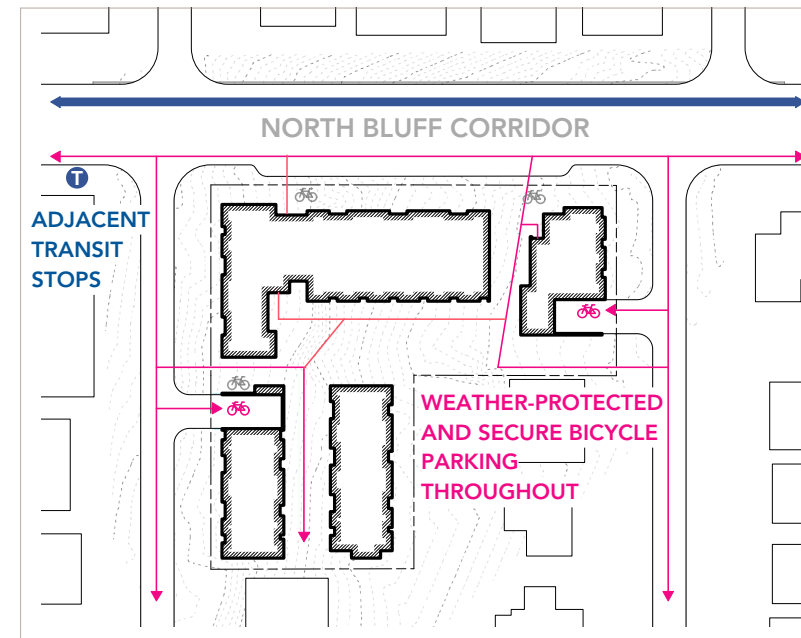 NORTH BLUFF CORRIDOR
T
ADJACENT
TRANSIT
STOPS
WEATHER-PROTECTED
AND SECURE BICYCLE
PARKING
THROUGHOUT